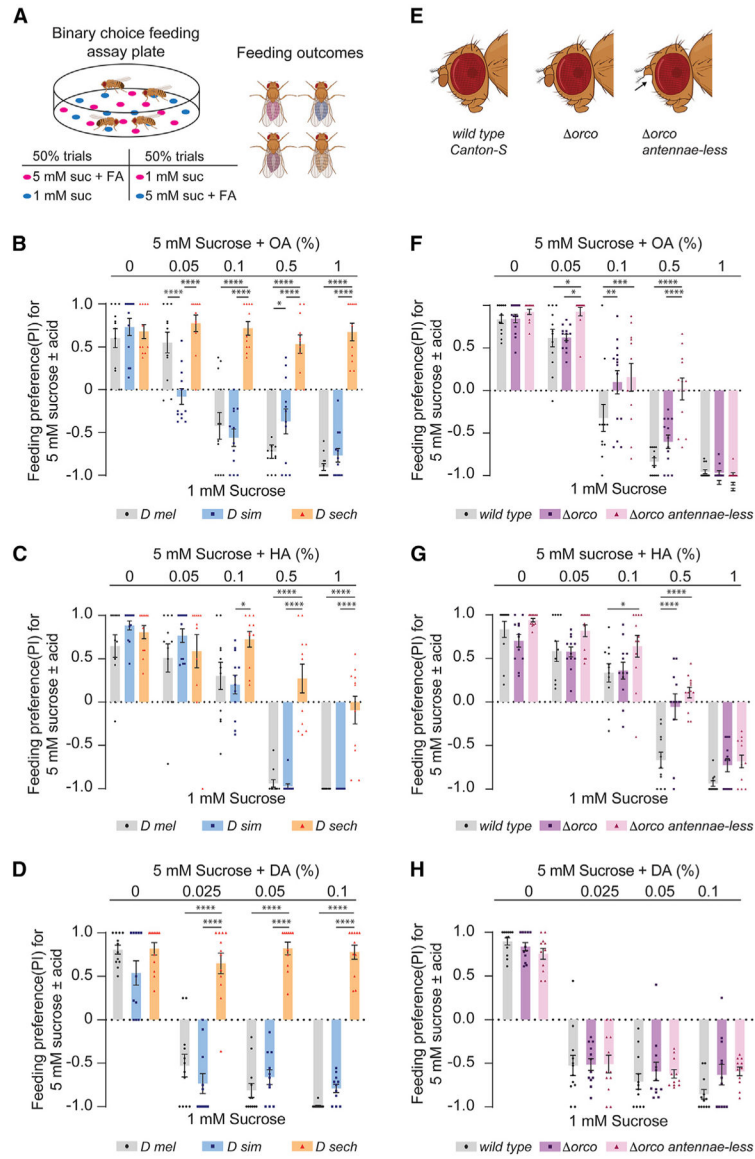 A
Binary choice feeding
assay plate
Feeding outcomes
50% trials
50% trials
5 mM suc + FA
1 mM suc
1 mM suc
5 mM suc + FA
E
wild type
Canton-S
Δorco
Δorco
antennae-less
B
5 mM Sucrose + OA (%)
0 0.05 0.1 0.5 1
**** **** **** ****
**** **** **** ****
*
Feeding preference(PI) for
5 mM sucrose ± acid
1.0
0.5
0
-0.5
-1.0
1 mM Sucrose
D mel D sim D sech
F
5 mM Sucrose + OA (%)
0 0.05 0.1 0.5 1
* *** ****
* ** ****
Feeding preference(PI) for
5 mM sucrose ± acid
1.0
0.5
0
-0.5
-1.0
1 mM Sucrose
wild type Δorco Δorco antennae-less
C
5 mM Sucrose + HA (%)
0 0.05 0.1 0.5 1
**** ****
* **** ****
Feeding preference(PI) for
5 mM sucrose ± acid
1.0
0.5
0
-0.5
-1.0
1 mM Sucrose
D mel D sim D sech
G
5 mM sucrose + HA (%)
0 0.05 0.1 0.5 1
****
* ****
Feeding preference(PI) for
5 mM sucrose ± acid
1.0
0.5
0
-0.5
-1.0
1 mM Sucrose
wild type Δorco Δorco antennae-less
D
5 mM Sucrose + DA (%)
0 0.025 0.05 0.1
**** **** ****
**** **** ****
Feeding preference(PI) for
5 mM sucrose ± acid
1.0
0.5
0
-0.5
-1.0
1 mM Sucrose
D mel D sim D sech
H
5 mM Sucrose + DA (%)
0 0.025 0.05 0.1
Feeding preference(PI) for
5 mM sucrose ± acid
1.0
0.5
0
-0.5
-1.0
1 mM Sucrose
wild type Δorco Δorco antennae-less